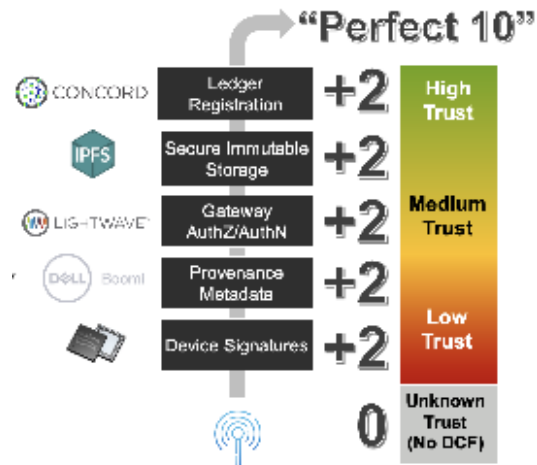 “Perfect 10”
CONCORD
Ledger
Registration
+2
High
Trust
IPFS
Secure Immutable
Storage
+2
LIGHTWAVE
Gateway
AuthZ/AuthN
+2
Medium
Trust
DELL Boomi
Provenance
Metadata
+2
Low
Trust
Device Signatures
+2
0
Unknown
Trust
(No DCF)